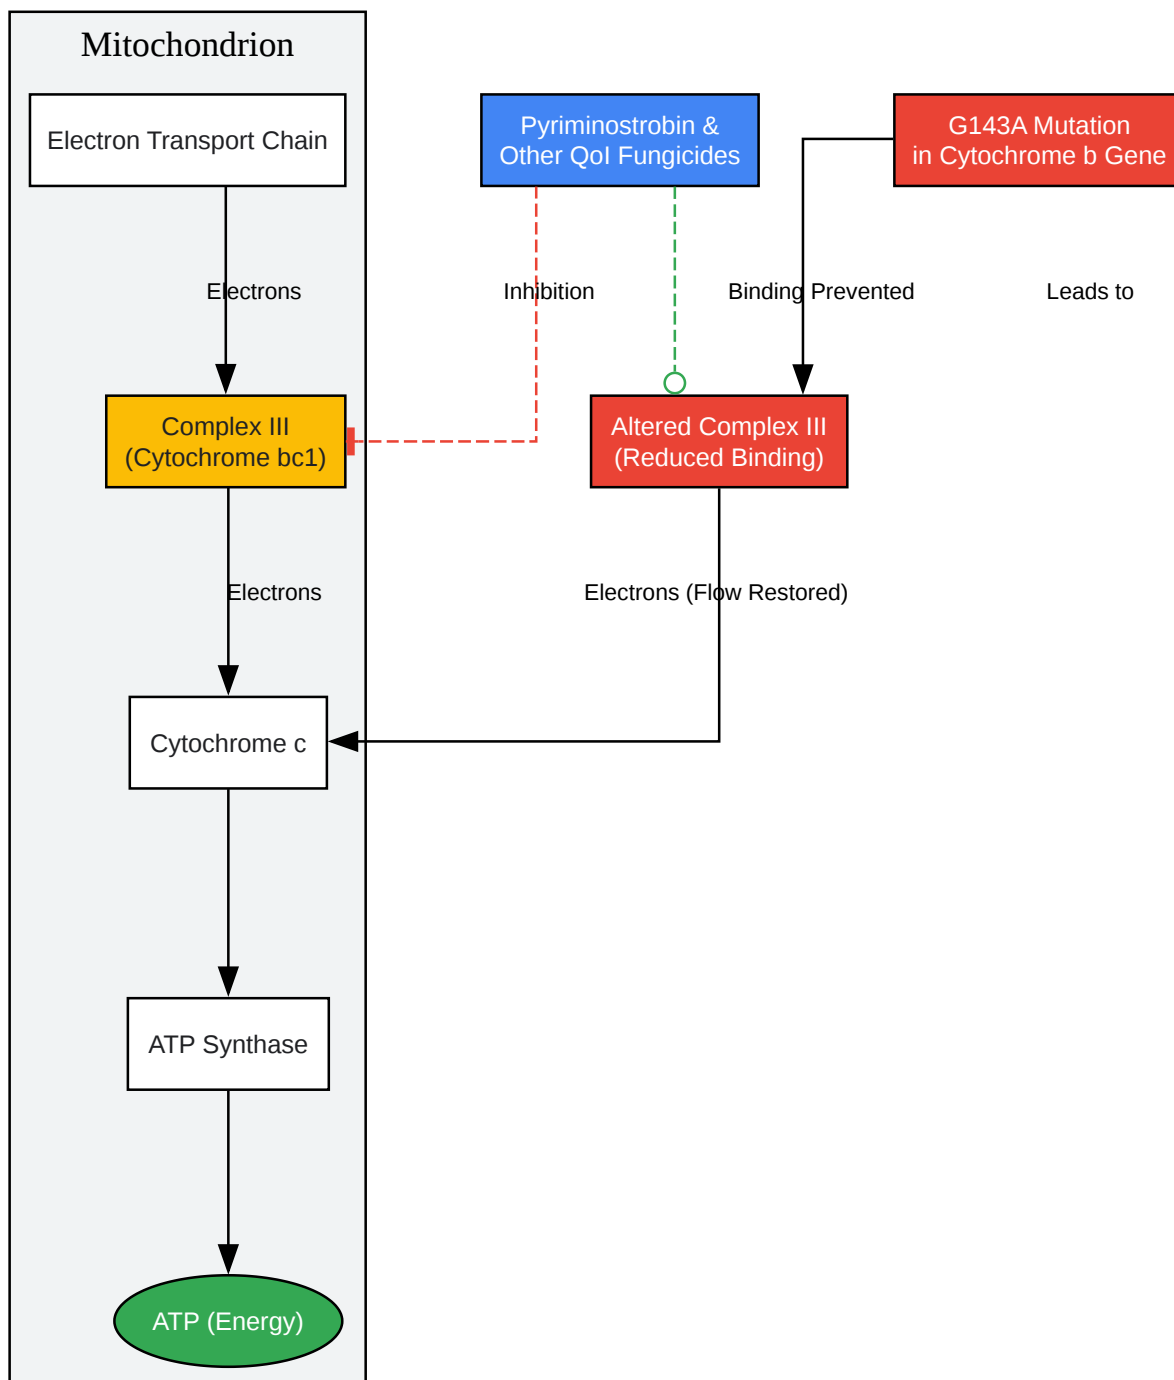 Mitochondrion
Electron Transport Chain
Pyriminostrobin &
Other QoI Fungicides
G143A Mutation
in Cytochrome b Gene
Electrons
Inhibition
Binding Prevented
Leads to
Complex III
(Cytochrome bc1)
Altered Complex III
(Reduced Binding)
Electrons
Electrons (Flow Restored)
Cytochrome c
ATP Synthase
ATP (Energy)